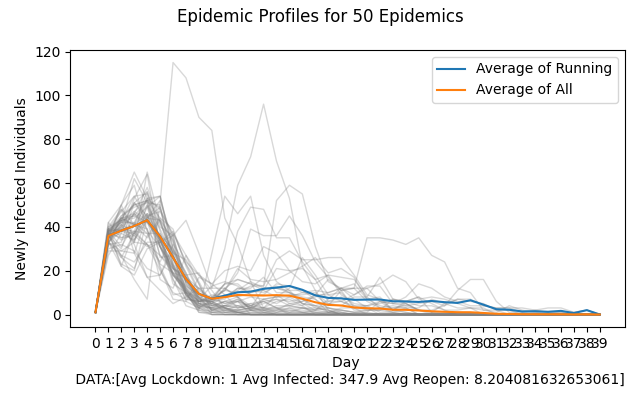 Epidemic Profiles for 50 Epidemics
120
100
80
60
40
20
0
Newly Infected Individuals
Average of Running
Average of All
0 1 2 3 4 5 6 7 8 9 10 11 12 13 14 15 16 17 18 19 20 21 22 23 24 25 26 27 28 29 30 31 32 33 34 35 36 37 38 39
Day
DATA:[Avg Lockdown: 1 Avg Infected: 347.9 Avg Reopen: 8.204081632653061]